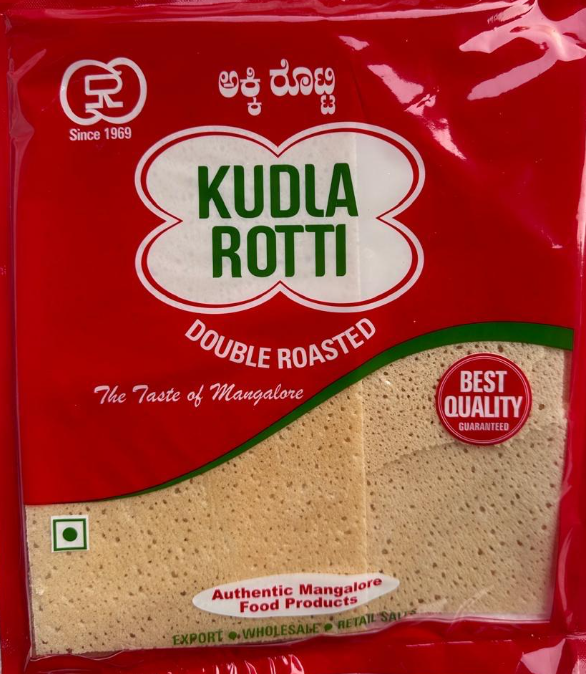 ಅಕ್ಕಿ ರೊಟ್ಟಿ
Since 1969
KUDLA
ROTTI
DOUBLE ROASTED
The Taste of Mangalore
BEST
QUALITY
GUARANTEED
Authentic Mangalore
Food Products
EXPORT • WHOLESALE • RETAIL SALES